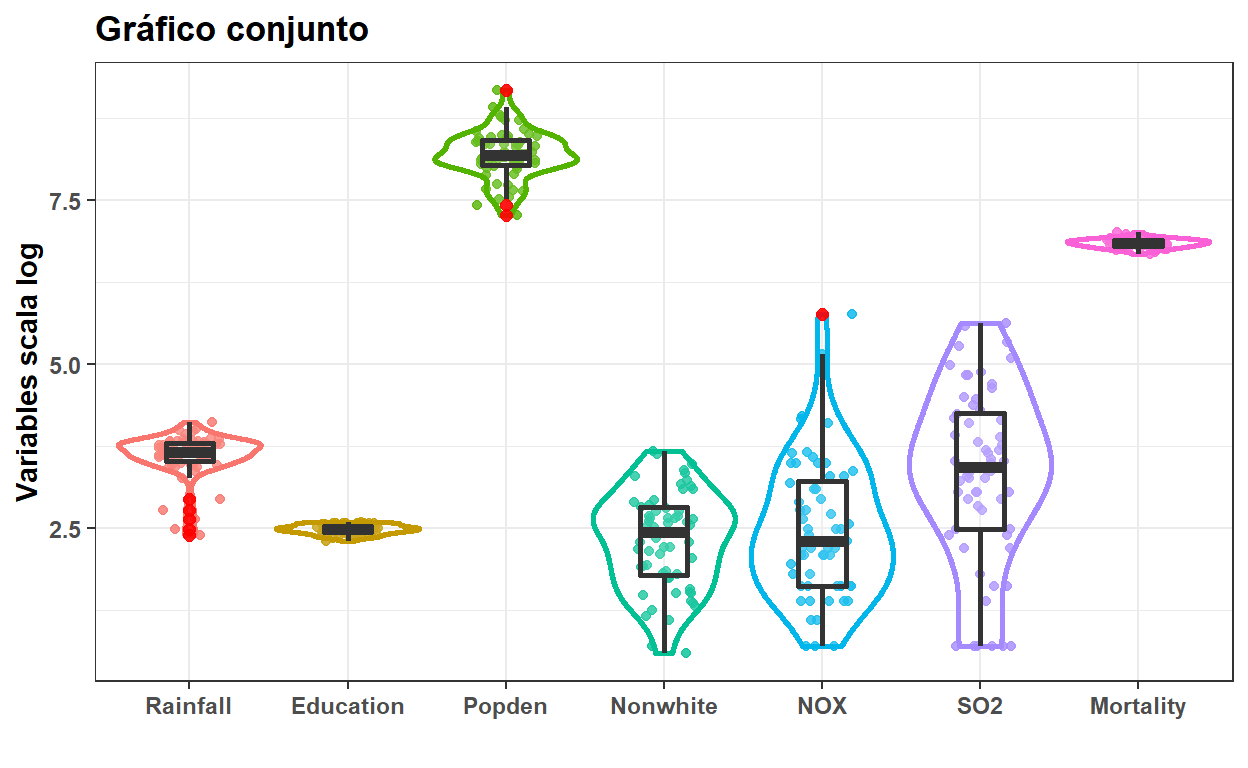 Gráfico conjunto
Variables scala log
7.5
5.0
2.5
Rainfall Education Popden Nonwhite NOX SO2 Mortality